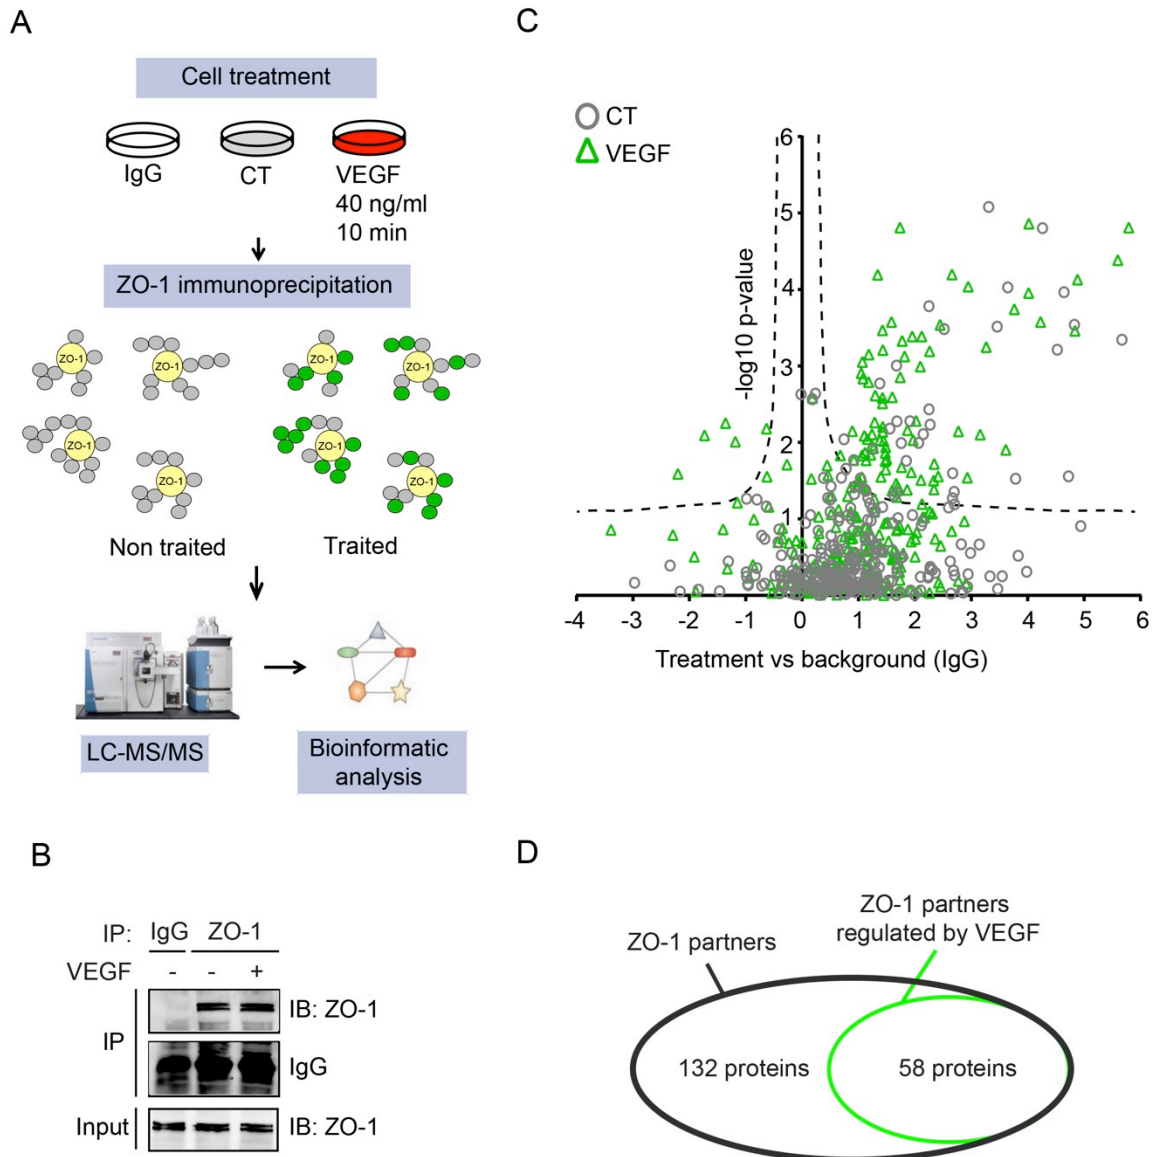 A
Cell treatment
IgG
CT
VEGF
40 ng/ml
10 min
ZO-1 immunoprecipitation
ZO-1
ZO-1
ZO-1
ZO-1
ZO-1
ZO-1
ZO-1
ZO-1
Non traited
Traited
LC-MS/MS
Bioinformatic
analysis
B
IP: IgG ZO-1
VEGF - - +
IP
IB: ZO-1
IgG
Input
IB: ZO-1
C
CT
VEGF
-log10 p-value
6
5
4
3
2
1
-4 -3 -2 -1 0 1 2 3 4 5 6
Treatment vs background (IgG)
D
ZO-1 partners
ZO-1 partners
regulated by VEGF
132 proteins
58 proteins